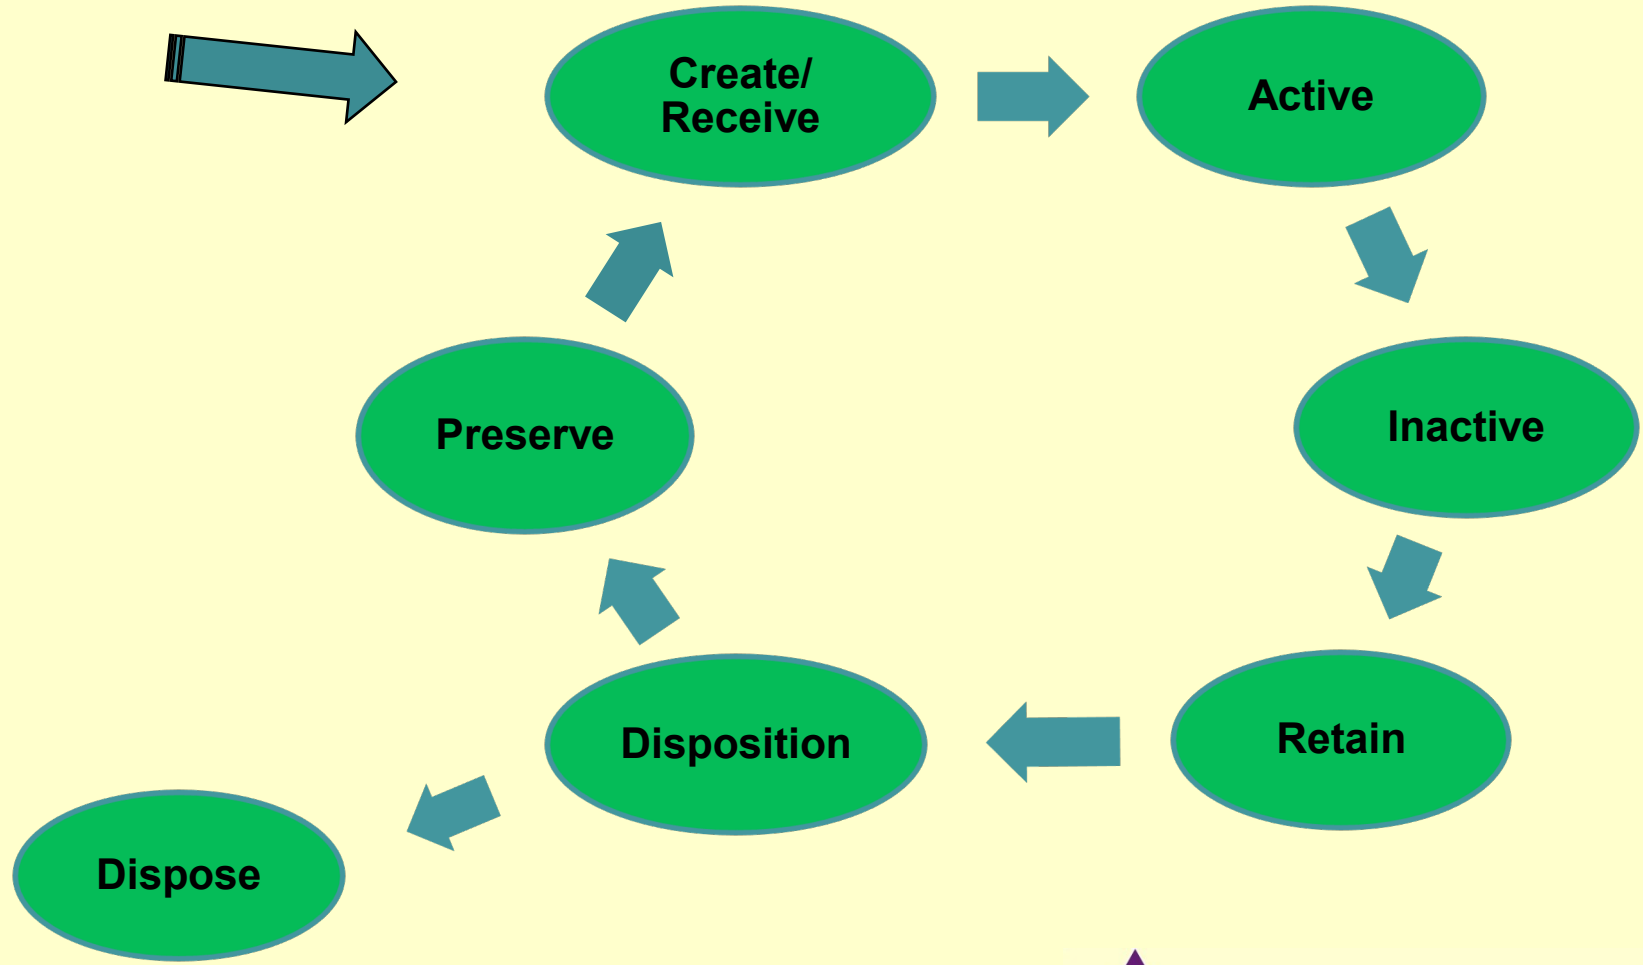 Create/
Receive
Active
Inactive
Retain
Disposition
Preserve
Dispose